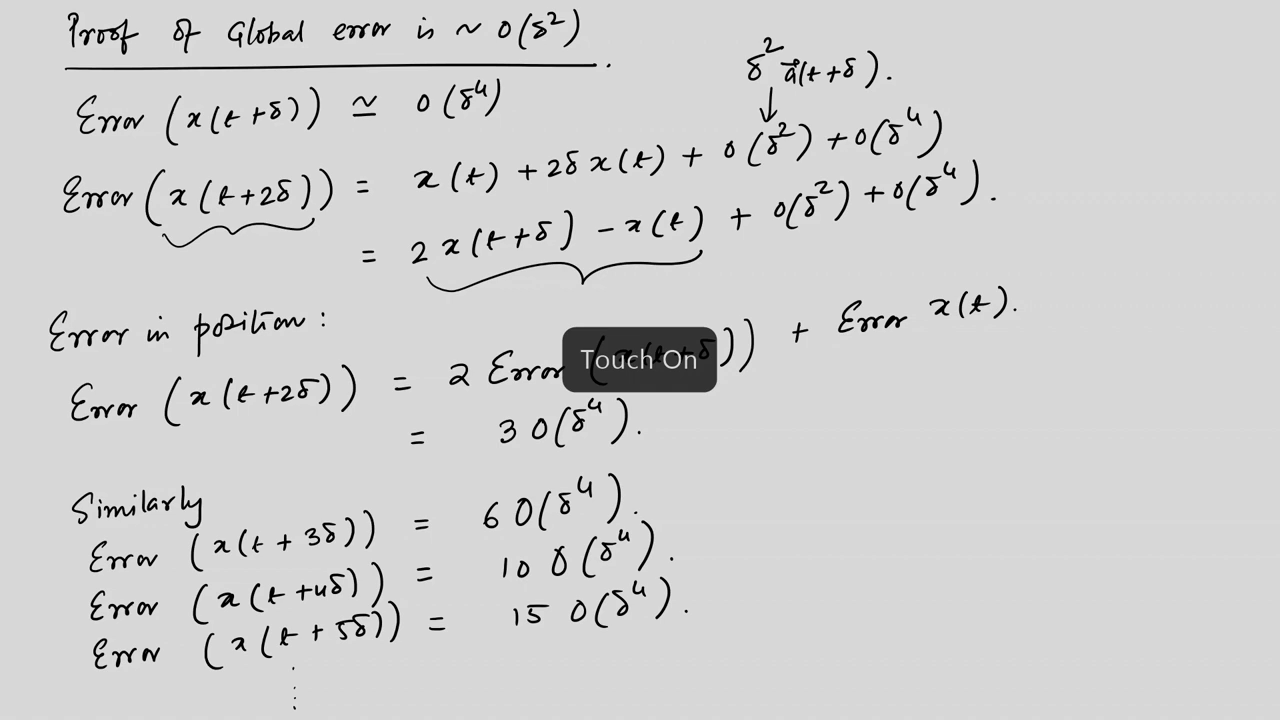 Proof of Global error is ~ O(δ²).
δ² a⃗(t+δ).
↓
Error (x(t+δ)) ≃ O(δ⁴)
Error (x(t+2δ)) = x(t) + 2δ x(t) + O(δ²) + O(δ⁴)
= 2 x(t+δ) - x(t) + O(δ²) + O(δ⁴).
Error in position:
Error (x(t+2δ)) = 2 Error (x(t+δ)) + Error x(t).
Touch On
= 3 O(δ⁴).
Similarly
Error (x(t+3δ)) = 6 O(δ⁴).
Error (x(t+4δ)) = 10 O(δ⁴).
Error (x(t+5δ)) = 15 O(δ⁴).
⋮